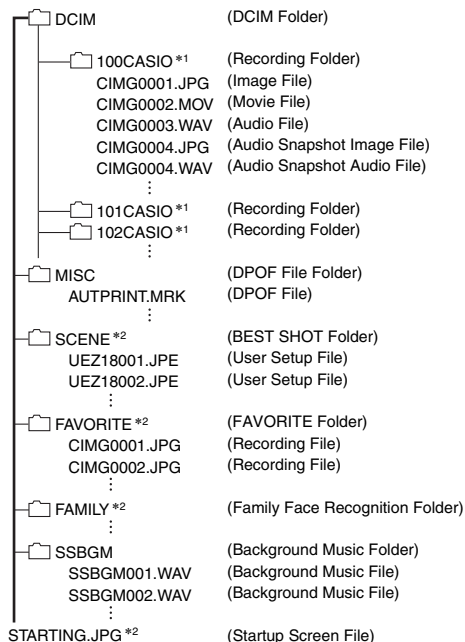 DCIM (DCIM Folder)
100CASIO *1 (Recording Folder)
CIMG0001.JPG (Image File)
CIMG0002.MOV (Movie File)
CIMG0003.WAV (Audio File)
CIMG0004.JPG (Audio Snapshot Image File)
CIMG0004.WAV (Audio Snapshot Audio File)
101CASIO *1 (Recording Folder)
102CASIO *1 (Recording Folder)
MISC (DPOF File Folder)
AUTPRINT.MRK (DPOF File)
SCENE *2 (BEST SHOT Folder)
UEZ18001.JPE (User Setup File)
UEZ18002.JPE (User Setup File)
FAVORITE *2 (FAVORITE Folder)
CIMG0001.JPG (Recording File)
CIMG0002.JPG (Recording File)
FAMILY *2 (Family Face Recognition Folder)
SSBGM (Background Music Folder)
SSBGM001.WAV (Background Music File)
SSBGM002.WAV (Background Music File)
STARTING.JPG *2 (Startup Screen File)